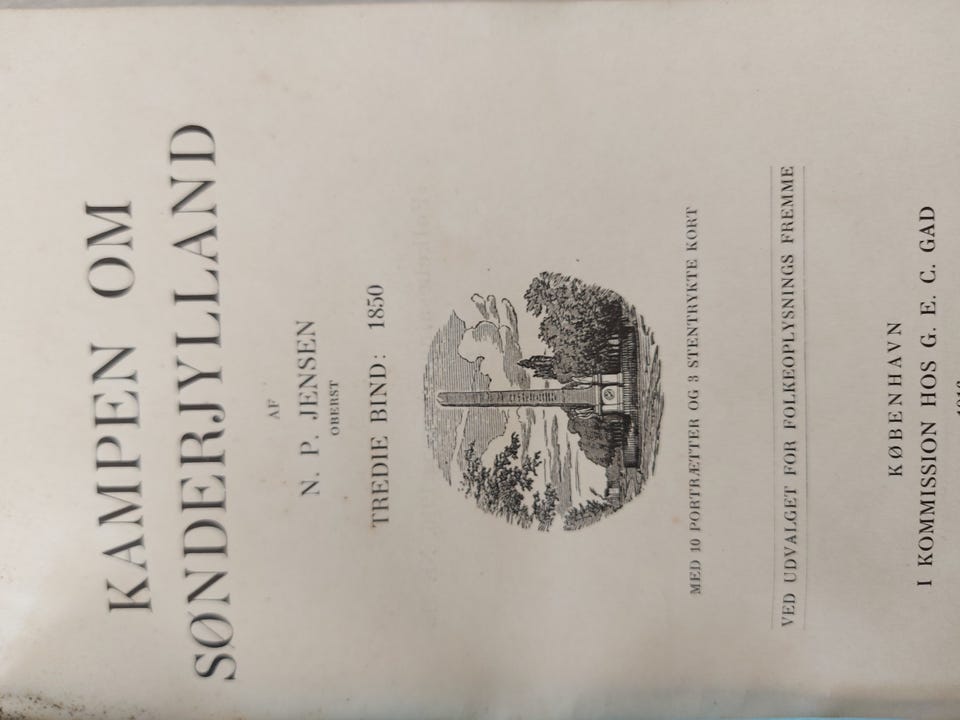 KAMPEN OM
SØNDERJYLLAND
AF
N. P. JENSEN
OBERST
TREDIE BIND: 1850
MED 10 PORTRÆTTER OG 3 STENTRYKTE KORT
VED UDVALGET FOR FOLKEOPLYSNINGS FREMME
KØBENHAVN
I KOMMISSION HOS G. E. C. GAD